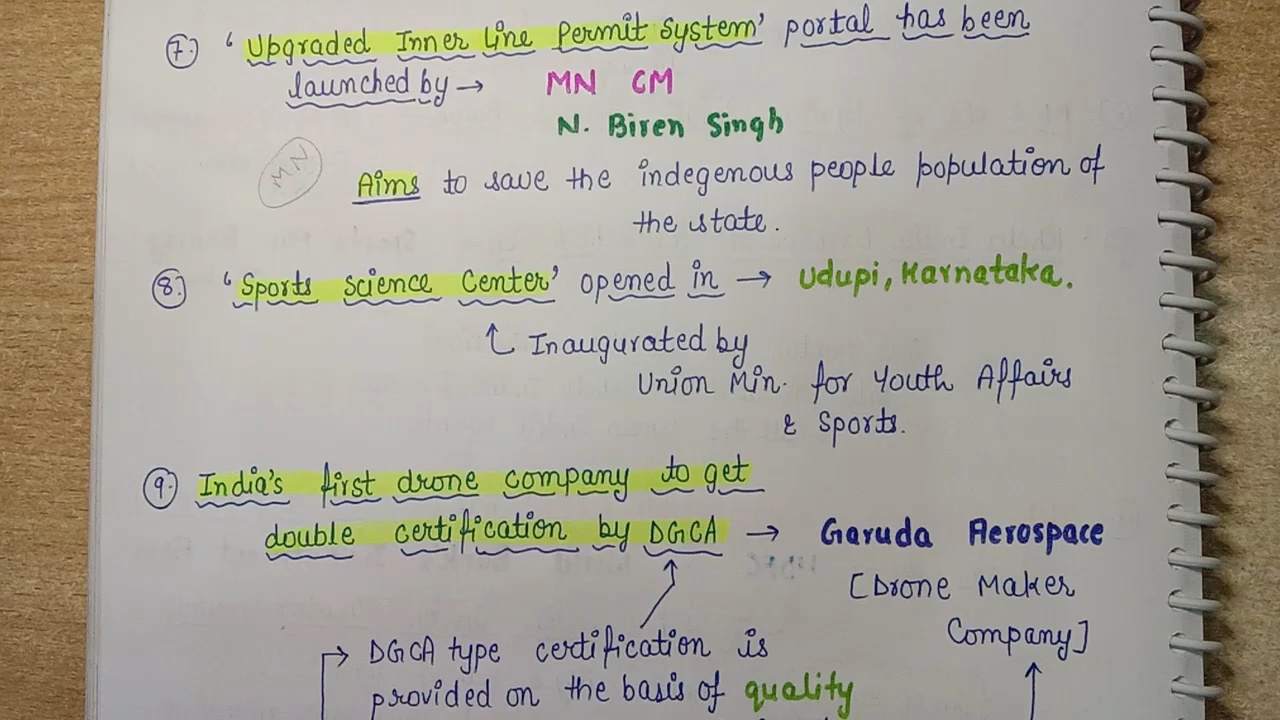 7. 'Upgraded Inner Line Permit System' portal has been
launched by → MN CM
N. Biren Singh
MN
Aims to save the indegenous people population of
the state.
8. 'Sports Science Center' opened in → Udupi, Karnataka.
Inaugurated by
Union Min. for Youth Affairs
& Sports.
9. India's first drone company to get
double certification by DGCA → Garuda Aerospace
[Drone Maker
Company]
→ DGCA type certification is
provided on the basis of quality